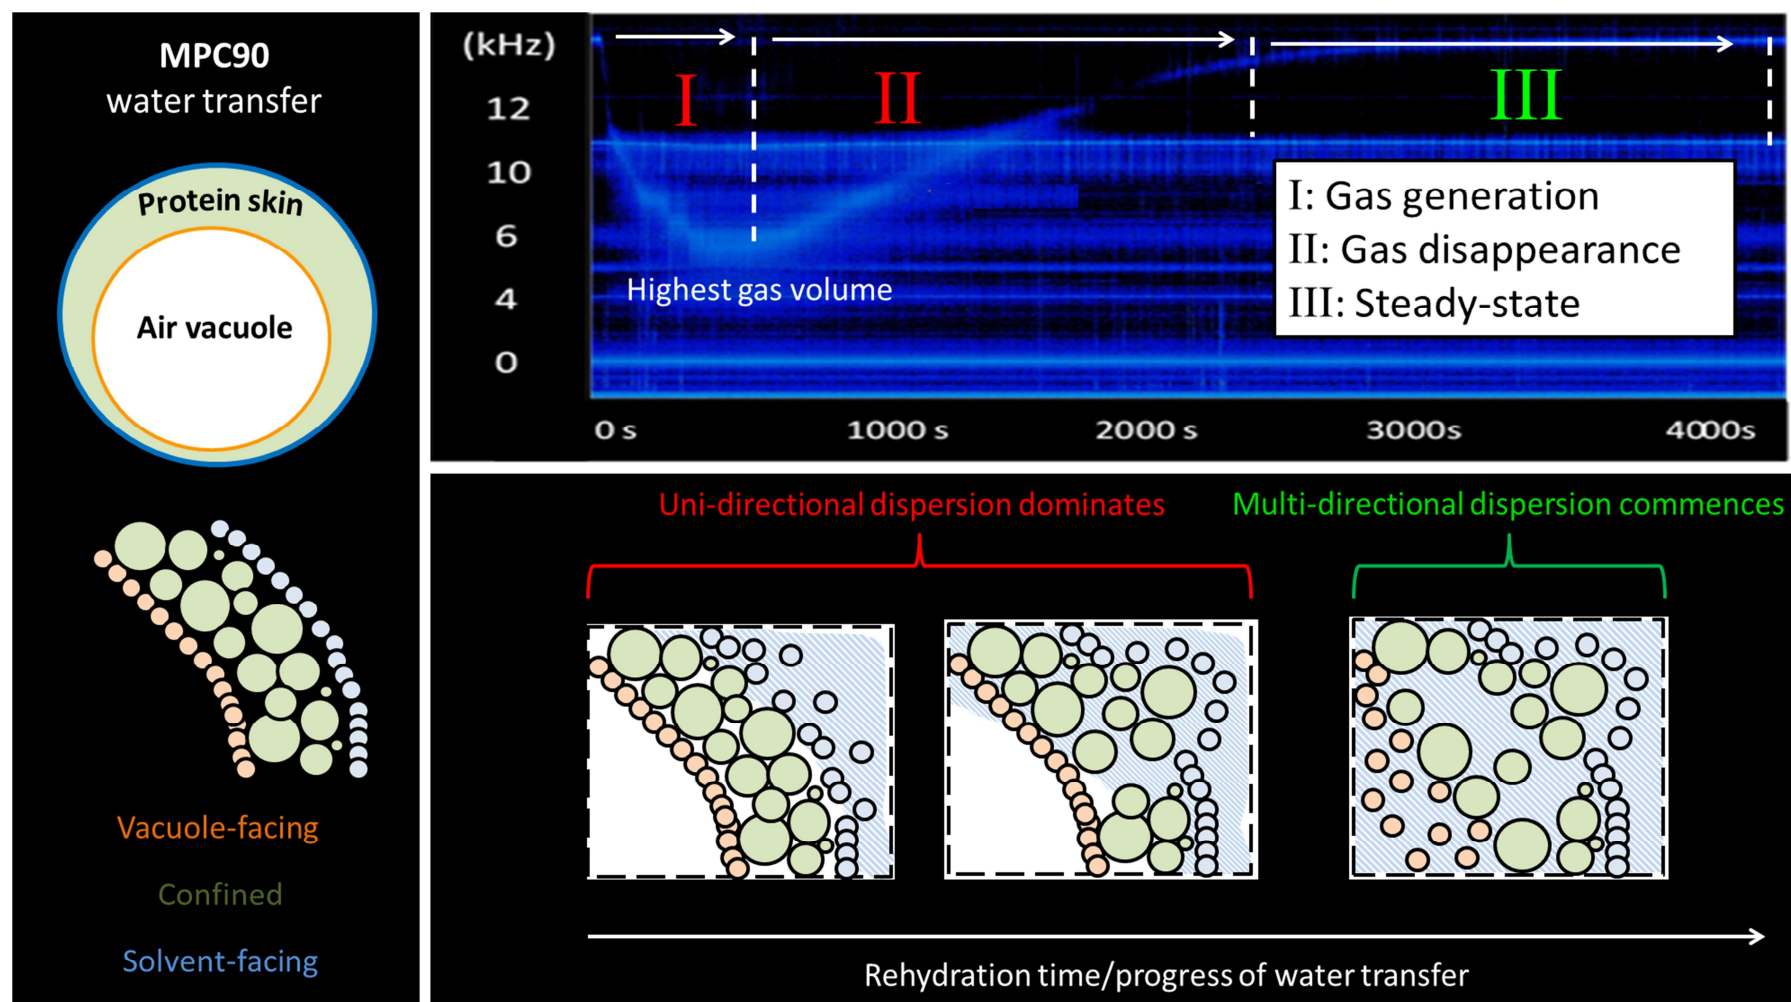 MPC90
water transfer
Protein skin
Air vacuole
Vacuole-facing
Confined
Solvent-facing
(kHz)
12
10
6
4
0
I
II
III
Highest gas volume
I: Gas generation
II: Gas disappearance
III: Steady-state
0 s
1000 s
2000 s
3000s
4000s
Uni-directional dispersion dominates
Multi-directional dispersion commences
Rehydration time/progress of water transfer